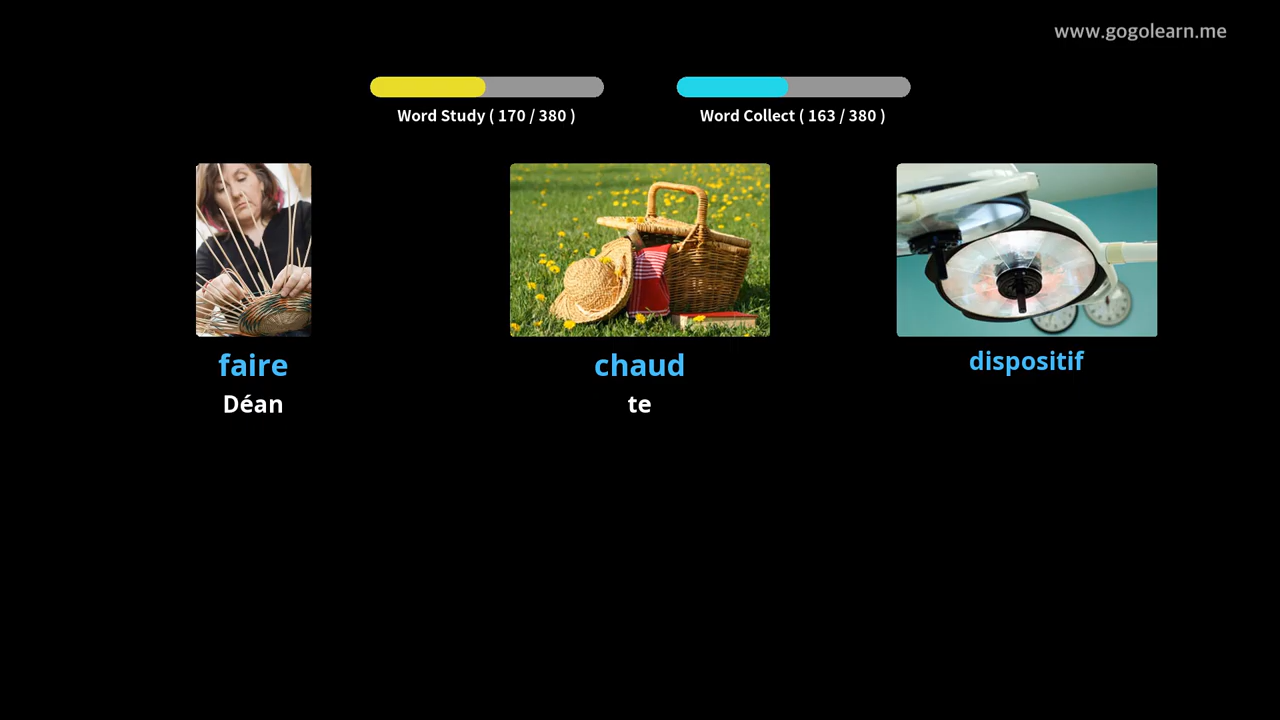 www.gogolearn.me
Word Study ( 170 / 380 )
Word Collect ( 163 / 380 )
faire
Déan
chaud
te
dispositif